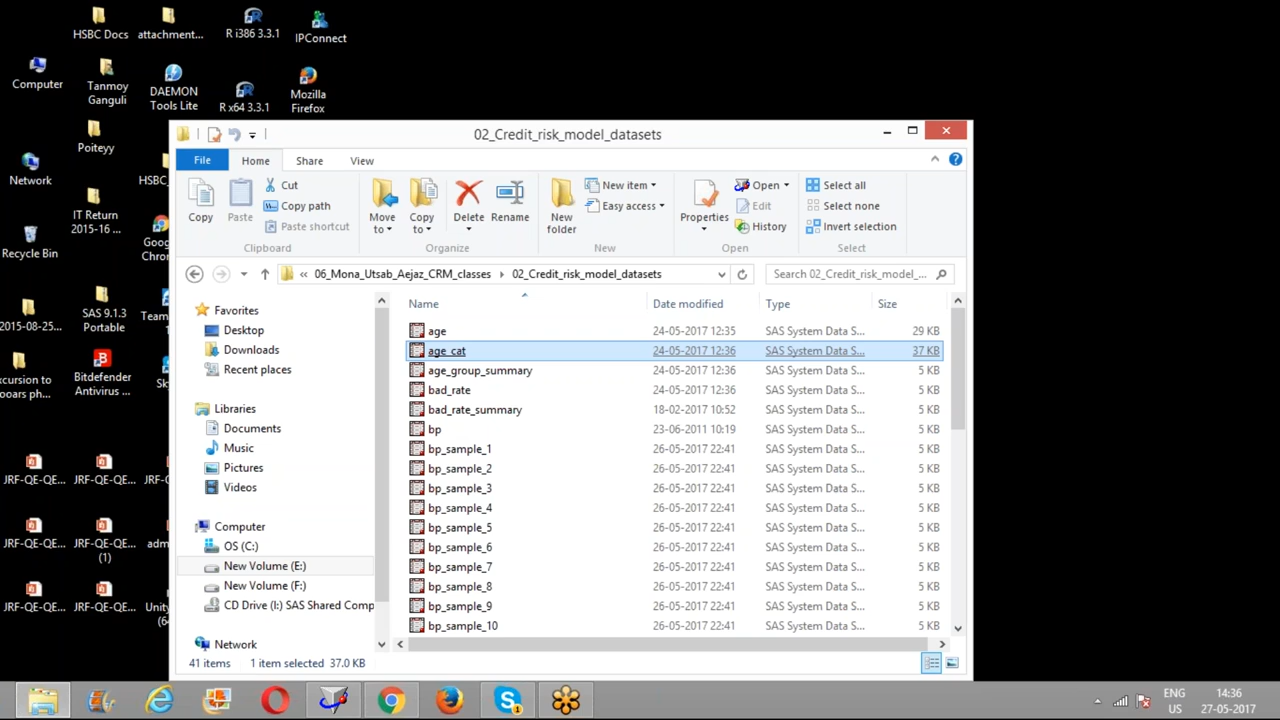 HSBC Docs
attachment...
R i386 3.3.1
IPConnect
Computer
Tanmoy
Ganguli
DAEMON
Tools Lite
R x64 3.3.1
Mozilla
Firefox
Poiteyy
Network
HSBC_
IT Return
2015-16 ...
Recycle Bin
Goog
Chron
2015-08-25...
SAS 9.1.3
Portable
Team
Bitdefender
Antivirus ...
Sk
xcursion to
ooars ph...
JRF-QE-QE...
JRF-QE-QE...
JRF-Q
JRF-QE-QE...
JRF-QE-QE...
(1)
adm
JRF-QE-QE...
JRF-QE-QE...
Unity
(64
02_Credit_risk_model_datasets
File
Home
Share
View
Copy
Paste
Cut
Copy path
Paste shortcut
Clipboard
Move
to
Copy
to
Delete
Rename
Organize
New
folder
New item
Easy access
New
Properties
Open
Edit
History
Open
Select all
Select none
Invert selection
Select
« 06_Mona_Utsab_Aejaz_CRM_classes
02_Credit_risk_model_datasets
Search 02_Credit_risk_model_...
Favorites
Desktop
Downloads
Recent places
Libraries
Documents
Music
Pictures
Videos
Computer
OS (C:)
New Volume (E:)
New Volume (F:)
CD Drive (I:) SAS Shared Comp
Network
Name Date modified Type Size
age 24-05-2017 12:35 SAS System Data S... 29 KB
age_cat 24-05-2017 12:36 SAS System Data S... 37 KB
age_group_summary 24-05-2017 12:36 SAS System Data S... 5 KB
bad_rate 24-05-2017 12:36 SAS System Data S... 5 KB
bad_rate_summary 18-02-2017 10:52 SAS System Data S... 5 KB
bp 23-06-2011 10:19 SAS System Data S... 5 KB
bp_sample_1 26-05-2017 22:41 SAS System Data S... 5 KB
bp_sample_2 26-05-2017 22:41 SAS System Data S... 5 KB
bp_sample_3 26-05-2017 22:41 SAS System Data S... 5 KB
bp_sample_4 26-05-2017 22:41 SAS System Data S... 5 KB
bp_sample_5 26-05-2017 22:41 SAS System Data S... 5 KB
bp_sample_6 26-05-2017 22:41 SAS System Data S... 5 KB
bp_sample_7 26-05-2017 22:41 SAS System Data S... 5 KB
bp_sample_8 26-05-2017 22:41 SAS System Data S... 5 KB
bp_sample_9 26-05-2017 22:41 SAS System Data S... 5 KB
bp_sample_10 26-05-2017 22:41 SAS System Data S... 5 KB
41 items
1 item selected 37.0 KB
ENG
US
14:36
27-05-2017